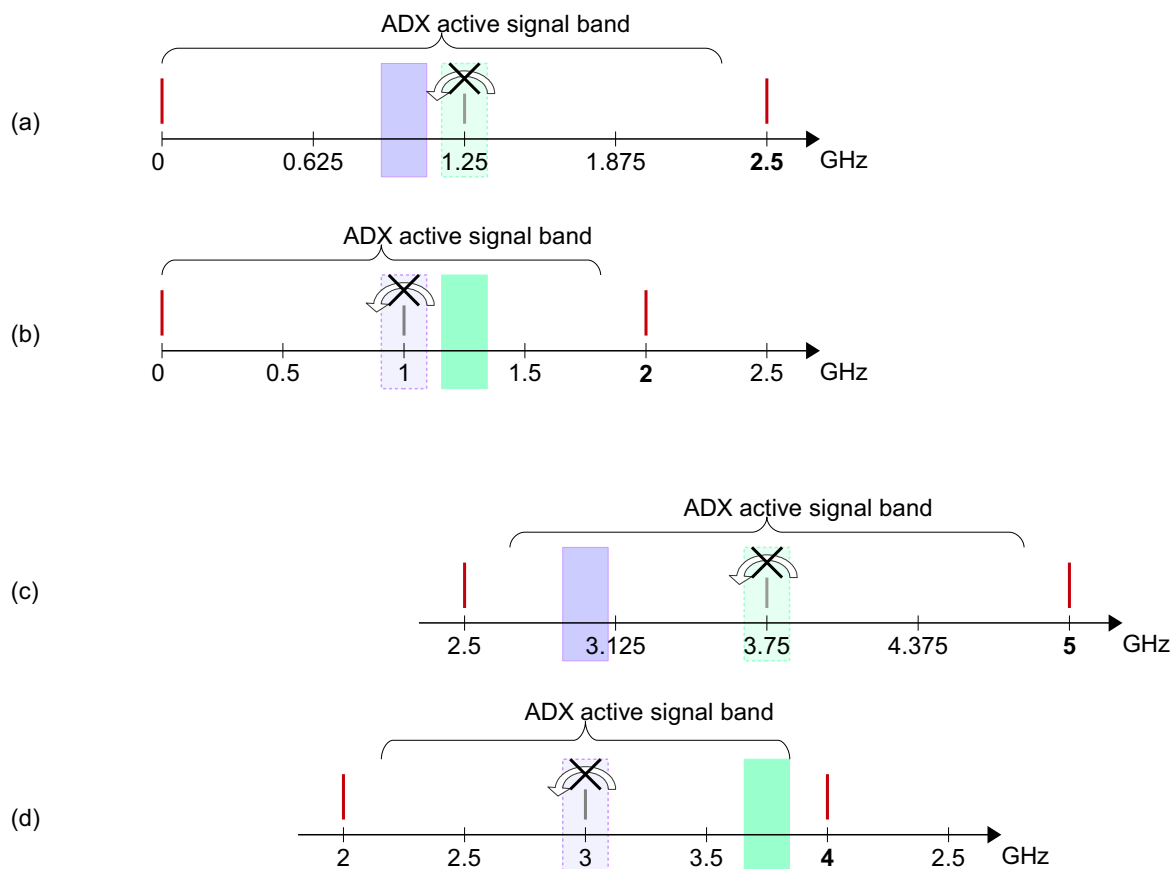 ADX active signal band
(a)
0 0.625 1.25 1.875 2.5 GHz
ADX active signal band
(b)
0 0.5 1 1.5 2 2.5 GHz
ADX active signal band
(c)
2.5 3.125 3.75 4.375 5 GHz
ADX active signal band
(d)
2 2.5 3 3.5 4 2.5 GHz